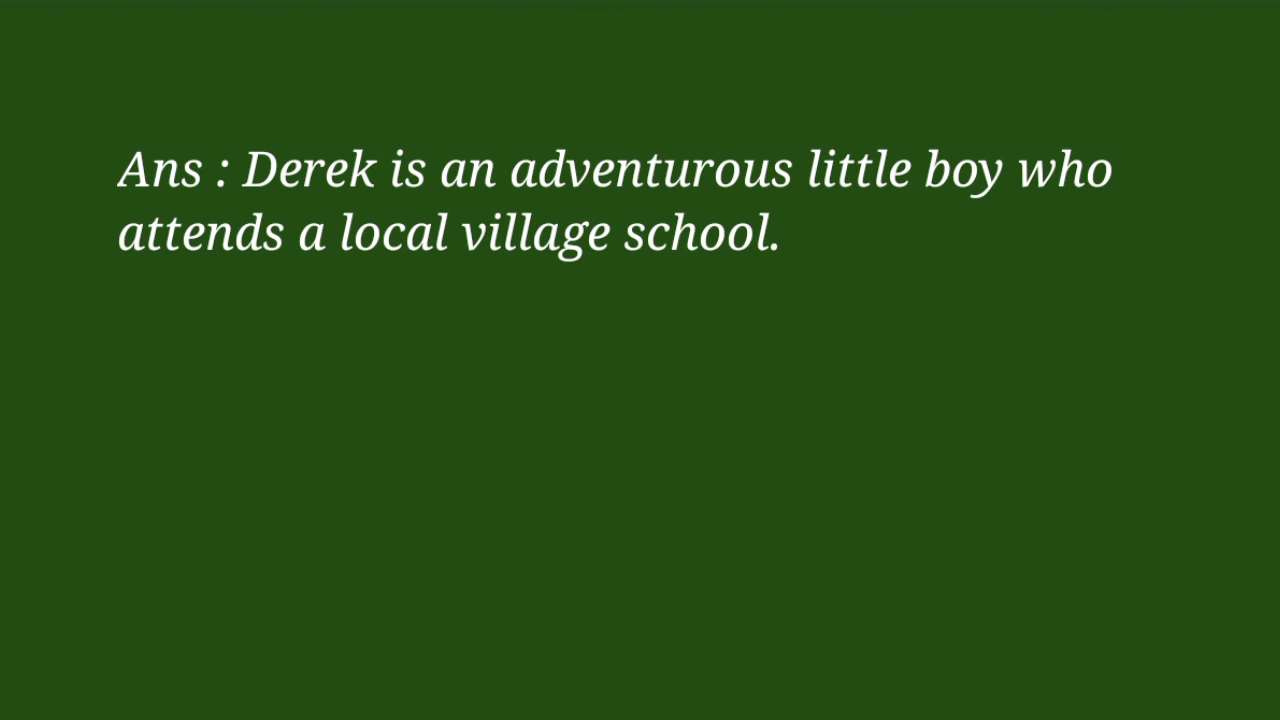 Ans : Derek is an adventurous little boy who
attends a local village school.